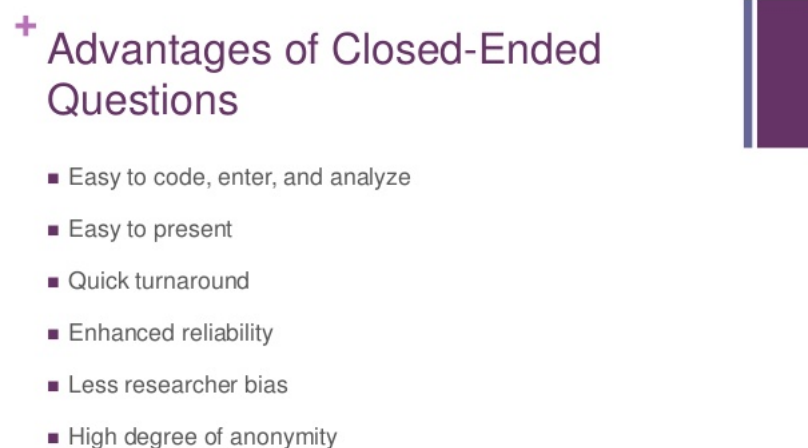 +
Advantages of Closed-Ended
Questions
■ Easy to code, enter, and analyze
■ Easy to present
■ Quick turnaround
■ Enhanced reliability
■ Less researcher bias
■ High degree of anonymity